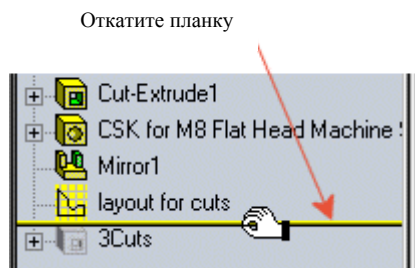 Откатите планку
Cut-Extrude1
CSK for M8 Flat Head Machine
Mirror1
layout for cuts
3Cuts